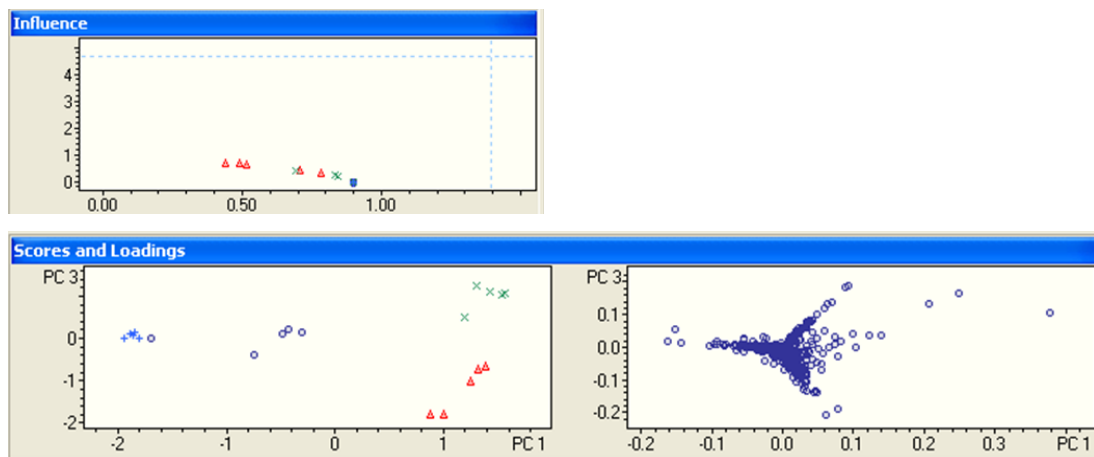 Influence
4
3
2
1
0
0.00 0.50 1.00
Scores and Loadings
PC 3 PC 3
0 0.1
-1 0.0
-2 -0.1
-0.2
-2 -1 0 1 PC 1 -0.2 -0.1 0.0 0.1 0.2 0.3 PC 1